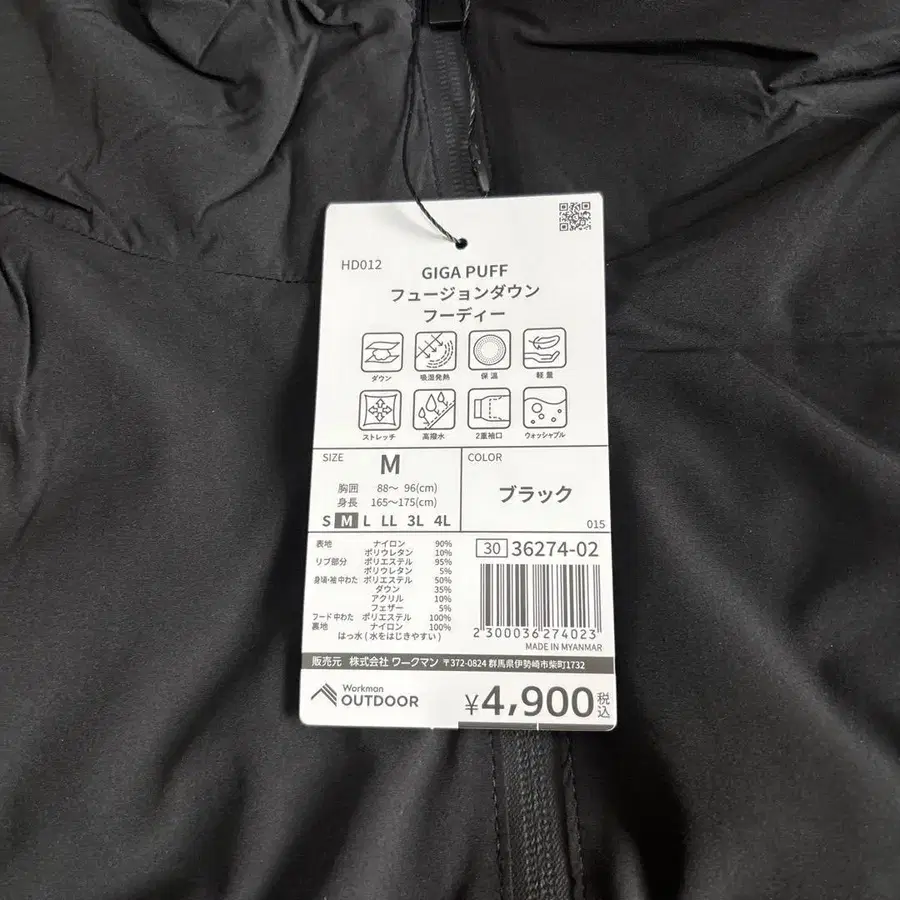 HD012
GIGA PUFF
フュージョンダウン
フーディー
ダウン 吸湿発熱 保温 軽量
ストレッチ 高撥水 2重袖口 ウォッシャブル
SIZE
M
胸囲 88〜 96(cm)
身長 165〜175(cm)
S M L LL 3L 4L
COLOR
ブラック
015
表地 ナイロン 90%
ポリウレタン 10%
リブ部分 ポリエステル 95%
ポリウレタン 5%
身頃・袖 中わた ポリエステル 50%
ダウン 35%
アクリル 10%
フェザー 5%
フード 中わた ポリエステル 100%
裏地 ナイロン 100%
はっ水 (水をはじきやすい)
30 36274-02
2 300036 274023
MADE IN MYANMAR
販売元 株式会社 ワークマン 〒372-0824 群馬県伊勢崎市柴町1732
Workman
OUTDOOR
¥4,900税込